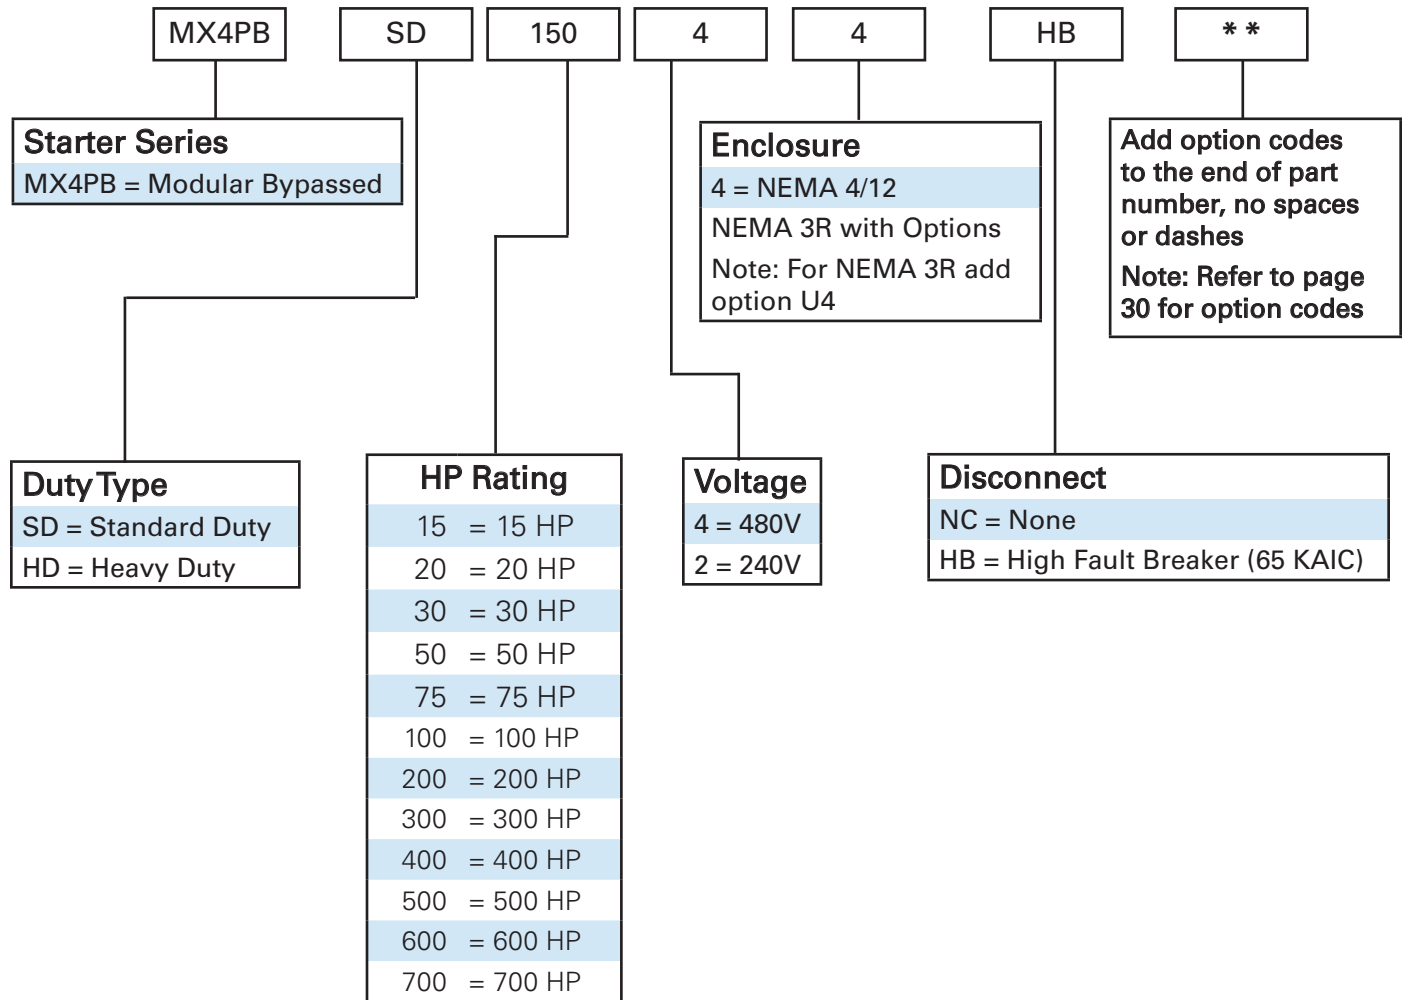 MX4PB SD 150 4 4 HB **
Starter Series
MX4PB = Modular Bypassed
Enclosure
4 = NEMA 4/12
NEMA 3R with Options
Note: For NEMA 3R add
option U4
Add option codes
to the end of part
number, no spaces
or dashes
Note: Refer to page
30 for option codes
Duty Type
SD = Standard Duty
HD = Heavy Duty
HP Rating
15 = 15 HP
20 = 20 HP
30 = 30 HP
50 = 50 HP
75 = 75 HP
100 = 100 HP
200 = 200 HP
300 = 300 HP
400 = 400 HP
500 = 500 HP
600 = 600 HP
700 = 700 HP
Voltage
4 = 480V
2 = 240V
Disconnect
NC = None
HB = High Fault Breaker (65 KAIC)